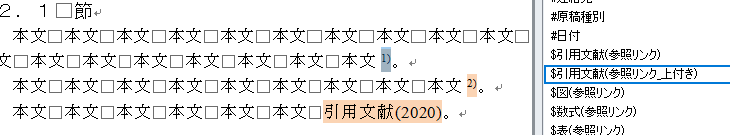 ２．１□節↵
本文□本文□本文□本文□本文□本文□本文□本文□本文□
□本文□本文□本文□本文□本文□本文 1)。↵
本文□本文□本文□本文□本文□本文□本文 2)。↵
本文□本文□本文□本文□本文□引用文献(2020)。↵
#原稿種別
#日付
$引用文献(参照リンク)
$引用文献(参照リンク_上付き)
$図(参照リンク)
$数式(参照リンク)
$表(参照リンク)